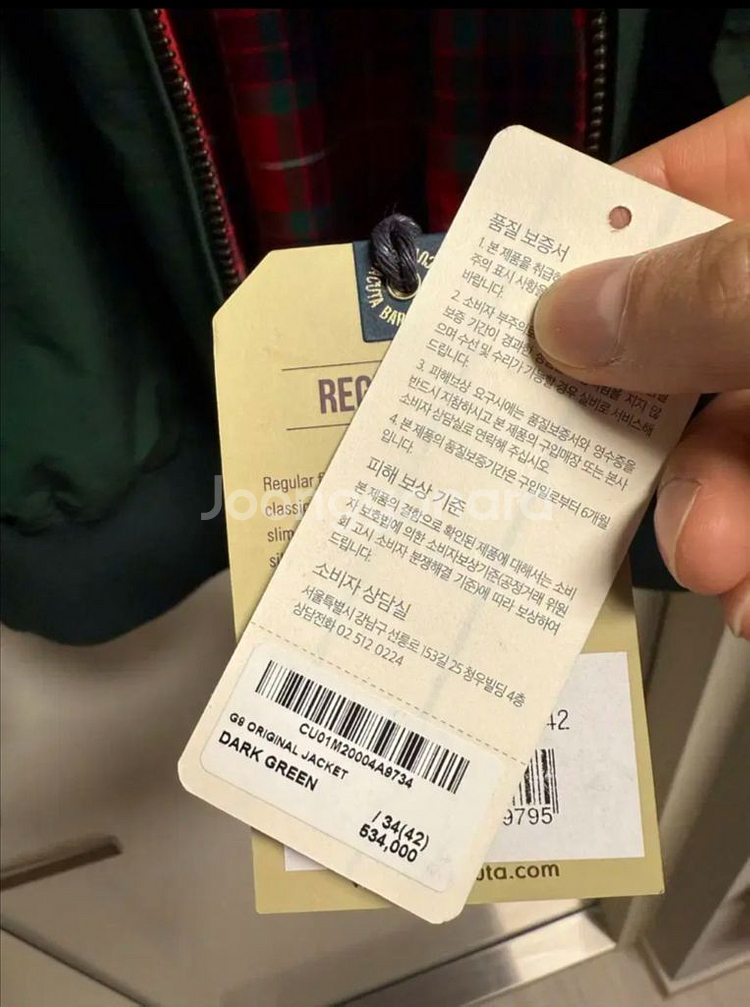 품질 보증서
1. 본 제품을 취급
주의 표시 사항을
바랍니다.
2. 소비자 부주의
보증 기간이 경과한
지지 않
으며 수선 및 수리가 가능할 경우 실비로 서비스해
드립니다.
3. 피해보상 요구시에는 품질보증서와 영수증을
반드시 지참하시고 본 제품의 구입매장 또는 본사
소비자 상담실로 연락해 주십시오
4. 본 제품의 품질보증기간은 구입일로부터 6개월
입니다.
피해 보상 기준
본 제품의 결함으로 확인된 제품에 대해서는 소비
자 보호법에 의한 소비자보상기준(공정거래 위원
회 고시 소비자 분쟁해결 기준)에 따라 보상하여
드립니다.
소비자 상담실
서울특별시 강남구 선릉로 153길 25 청우빌딩 4층
상담전화 02 512 0224
CU01M20004A9734
G9 ORIGINAL JACKET
DARK GREEN
/ 34(42)
534,000
REG
Regular f
classic
slim
si
42
9795
uta.com
ACUTA BAR
Joonggonara